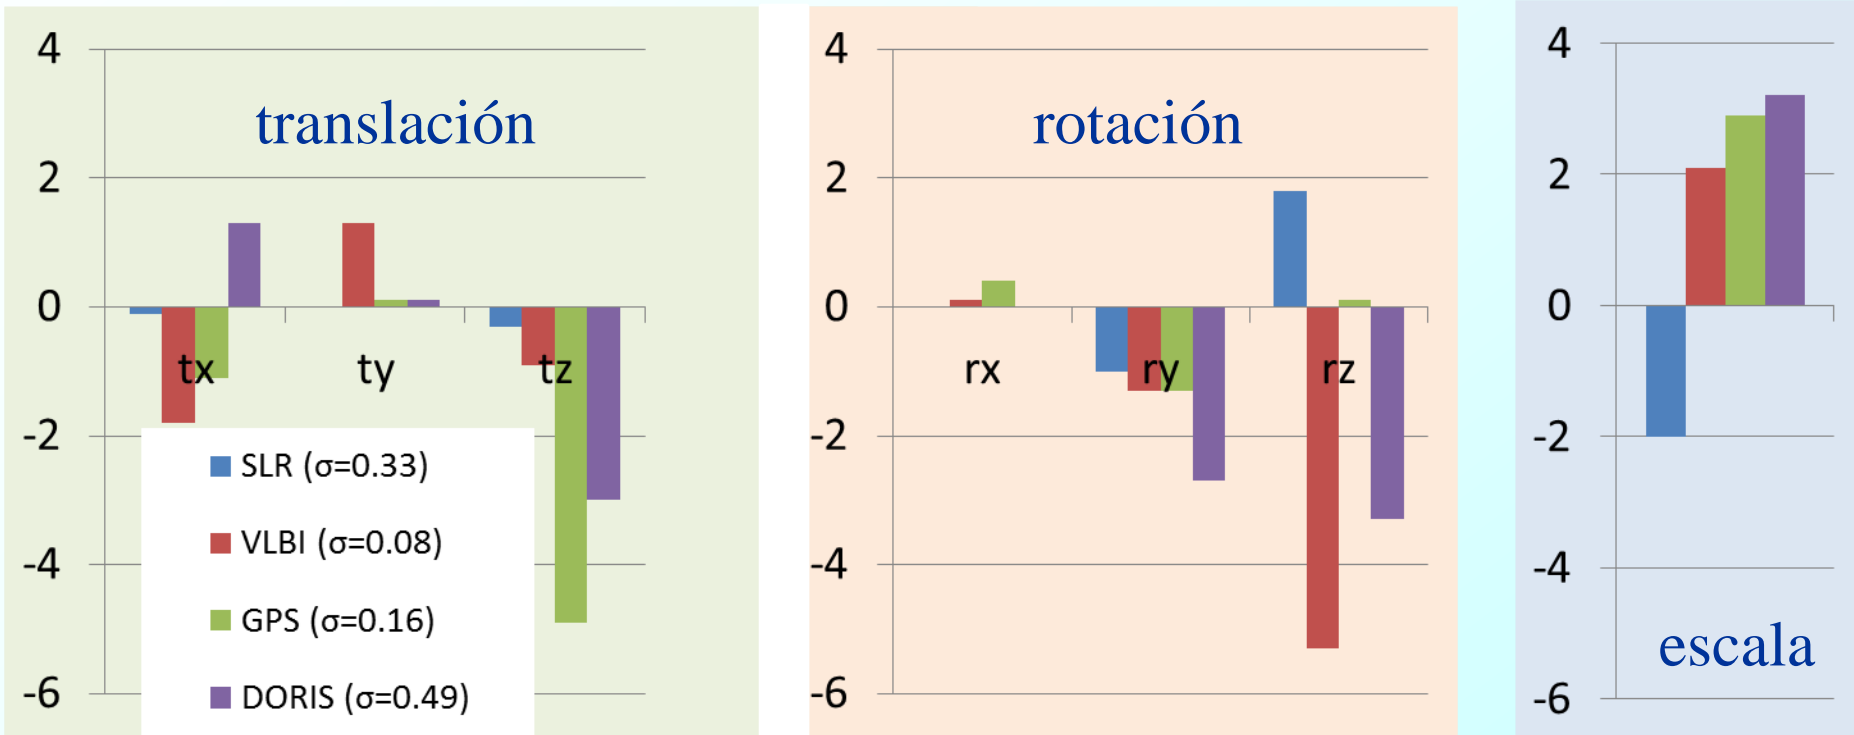 4
2
0
-2
-4
-6
translación
tx
ty
tz
SLR (σ=0.33)
VLBI (σ=0.08)
GPS (σ=0.16)
DORIS (σ=0.49)
4
2
0
-2
-4
-6
rotación
rx
ry
rz
4
2
0
-2
-4
-6
escala